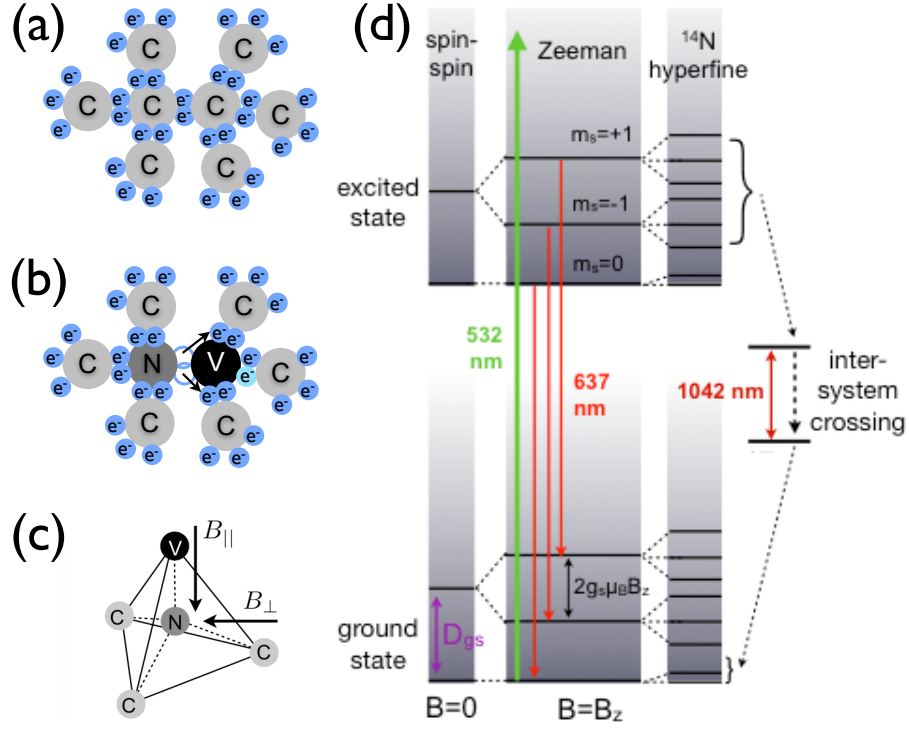 (a)
e⁻ e⁻ e⁻ e⁻
e⁻ C e⁻ C
e⁻ e⁻ e⁻ e⁻ e⁻
e⁻ C e⁻ C e⁻ C e⁻ C e⁻
e⁻ e⁻ e⁻ e⁻
e⁻ e⁻ e⁻ e⁻ e⁻
C C e⁻
e⁻ e⁻ e⁻ e⁻
(b)
e⁻ e⁻ e⁻ e⁻
e⁻ C C e⁻
e⁻ e⁻ e⁻ e⁻ e⁻
e⁻ C e⁻ N V e⁻ C e⁻
e⁻ e⁻ e⁻ e⁻
e⁻ e⁻ e⁻ e⁻
C C e⁻
e⁻ e⁻ e⁻ e⁻
(c)
V
B||
B⊥
C
N
C
C
(d)
spin-
spin
Zeeman
¹⁴N
hyperfine
mₛ=+1
excited
state
mₛ=-1
mₛ=0
532
nm
637
nm
1042 nm
inter-
system
crossing
2gₛμBBz
ground
state
Dgs
B=0
B=Bz